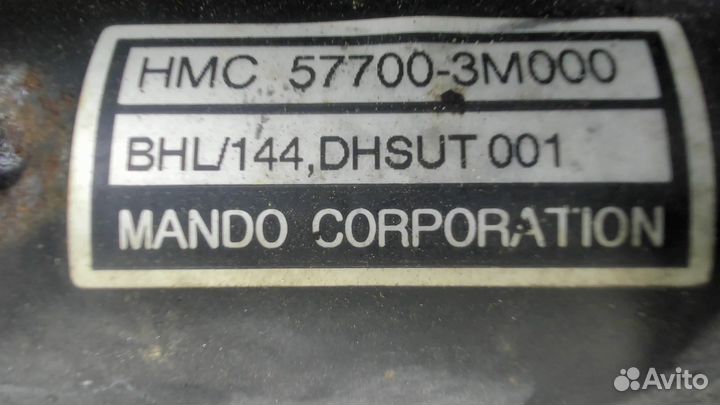 HMC 57700-3M000
BHL/144,DHSUT 001
MANDO CORPORATION
Avito